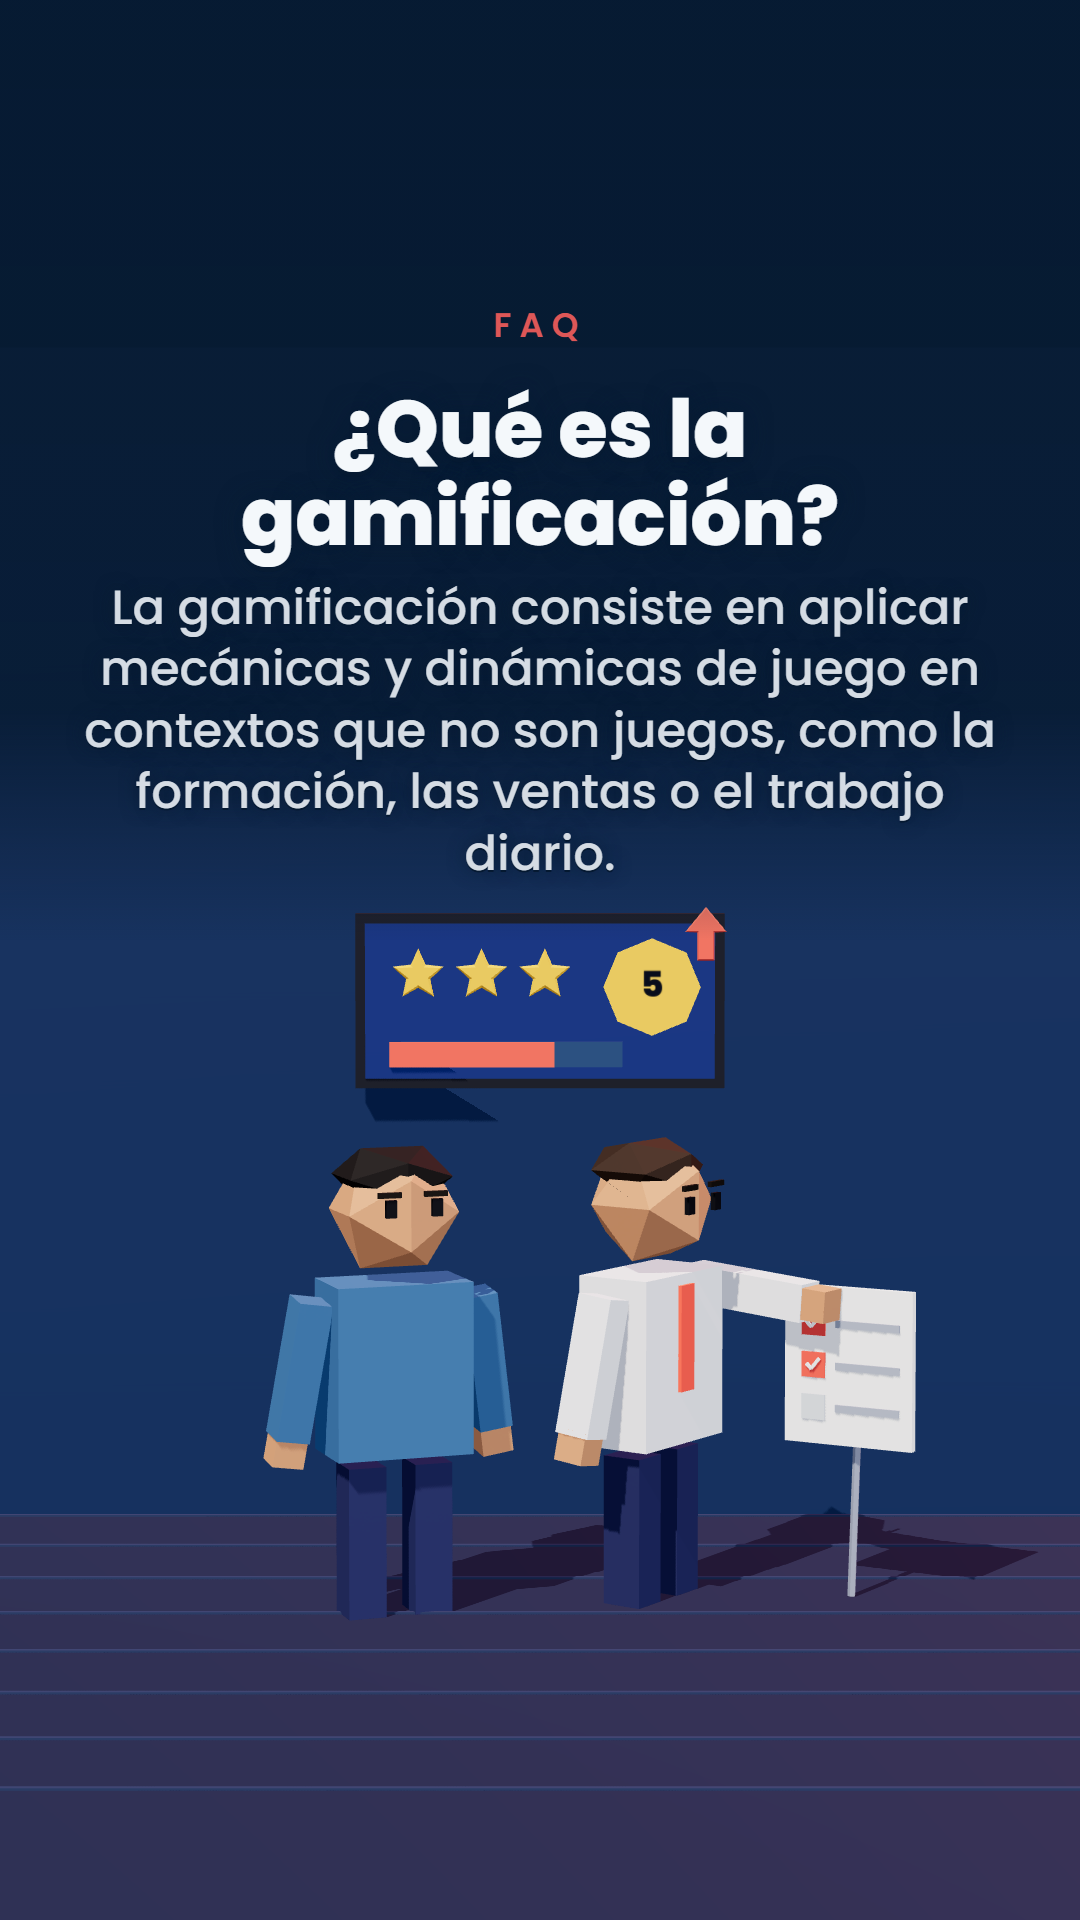 FAQ
¿Qué es la
gamificación?
La gamificación consiste en aplicar
mecánicas y dinámicas de juego en
contextos que no son juegos, como la
formación, las ventas o el trabajo
diario.
5